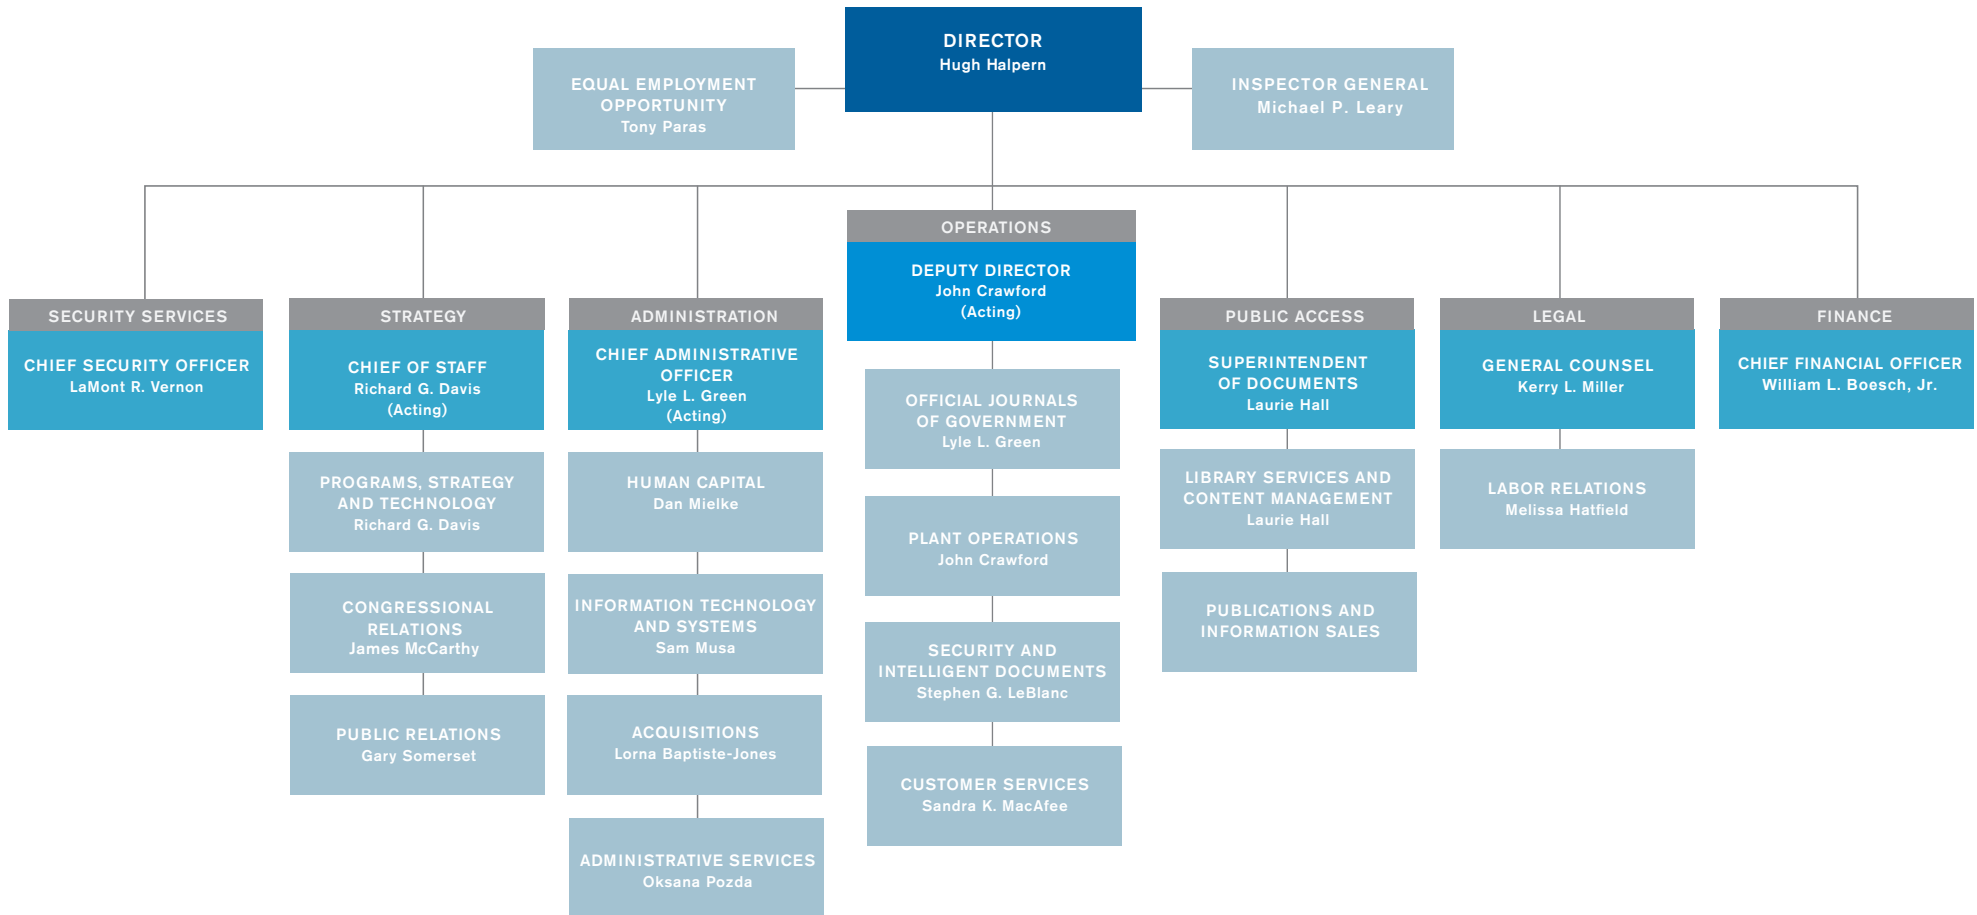 DIRECTOR
Hugh Halpern
EQUAL EMPLOYMENT
OPPORTUNITY
Tony Paras
INSPECTOR GENERAL
Michael P. Leary
SECURITY SERVICES
CHIEF SECURITY OFFICER
LaMont R. Vernon
STRATEGY
CHIEF OF STAFF
Richard G. Davis
(Acting)
PROGRAMS, STRATEGY
AND TECHNOLOGY
Richard G. Davis
CONGRESSIONAL
RELATIONS
James McCarthy
PUBLIC RELATIONS
Gary Somerset
ADMINISTRATION
CHIEF ADMINISTRATIVE
OFFICER
Lyle L. Green
(Acting)
HUMAN CAPITAL
Dan Mielke
INFORMATION TECHNOLOGY
AND SYSTEMS
Sam Musa
ACQUISITIONS
Lorna Baptiste-Jones
ADMINISTRATIVE SERVICES
Oksana Pozda
OPERATIONS
DEPUTY DIRECTOR
John Crawford
(Acting)
OFFICIAL JOURNALS
OF GOVERNMENT
Lyle L. Green
PLANT OPERATIONS
John Crawford
SECURITY AND
INTELLIGENT DOCUMENTS
Stephen G. LeBlanc
CUSTOMER SERVICES
Sandra K. MacAfee
PUBLIC ACCESS
SUPERINTENDENT
OF DOCUMENTS
Laurie Hall
LIBRARY SERVICES AND
CONTENT MANAGEMENT
Laurie Hall
PUBLICATIONS AND
INFORMATION SALES
LEGAL
GENERAL COUNSEL
Kerry L. Miller
LABOR RELATIONS
Melissa Hatfield
FINANCE
CHIEF FINANCIAL OFFICER
William L. Boesch, Jr.